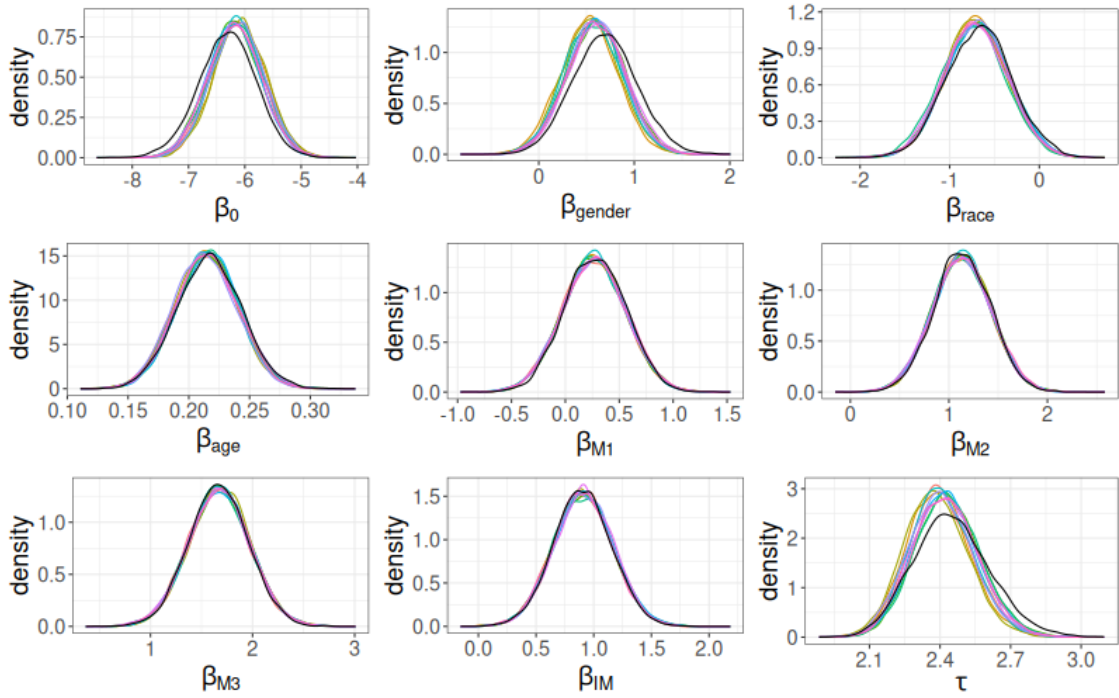 density
0.75
0.50
0.25
0.00
-8 -7 -6 -5 -4
β0
density
1.0
0.5
0.0
0 1 2
βgender
density
1.2
0.9
0.6
0.3
0.0
-2 -1 0
βrace
density
15
10
5
0
0.10 0.15 0.20 0.25 0.30
βage
density
1.0
0.5
0.0
-1.0 -0.5 0.0 0.5 1.0 1.5
βM1
density
1.0
0.5
0.0
0 1 2
βM2
density
1.0
0.5
0.0
1 2 3
βM3
density
1.5
1.0
0.5
0.0
0.0 0.5 1.0 1.5 2.0
βIM
density
3
2
1
0
2.1 2.4 2.7 3.0
τ